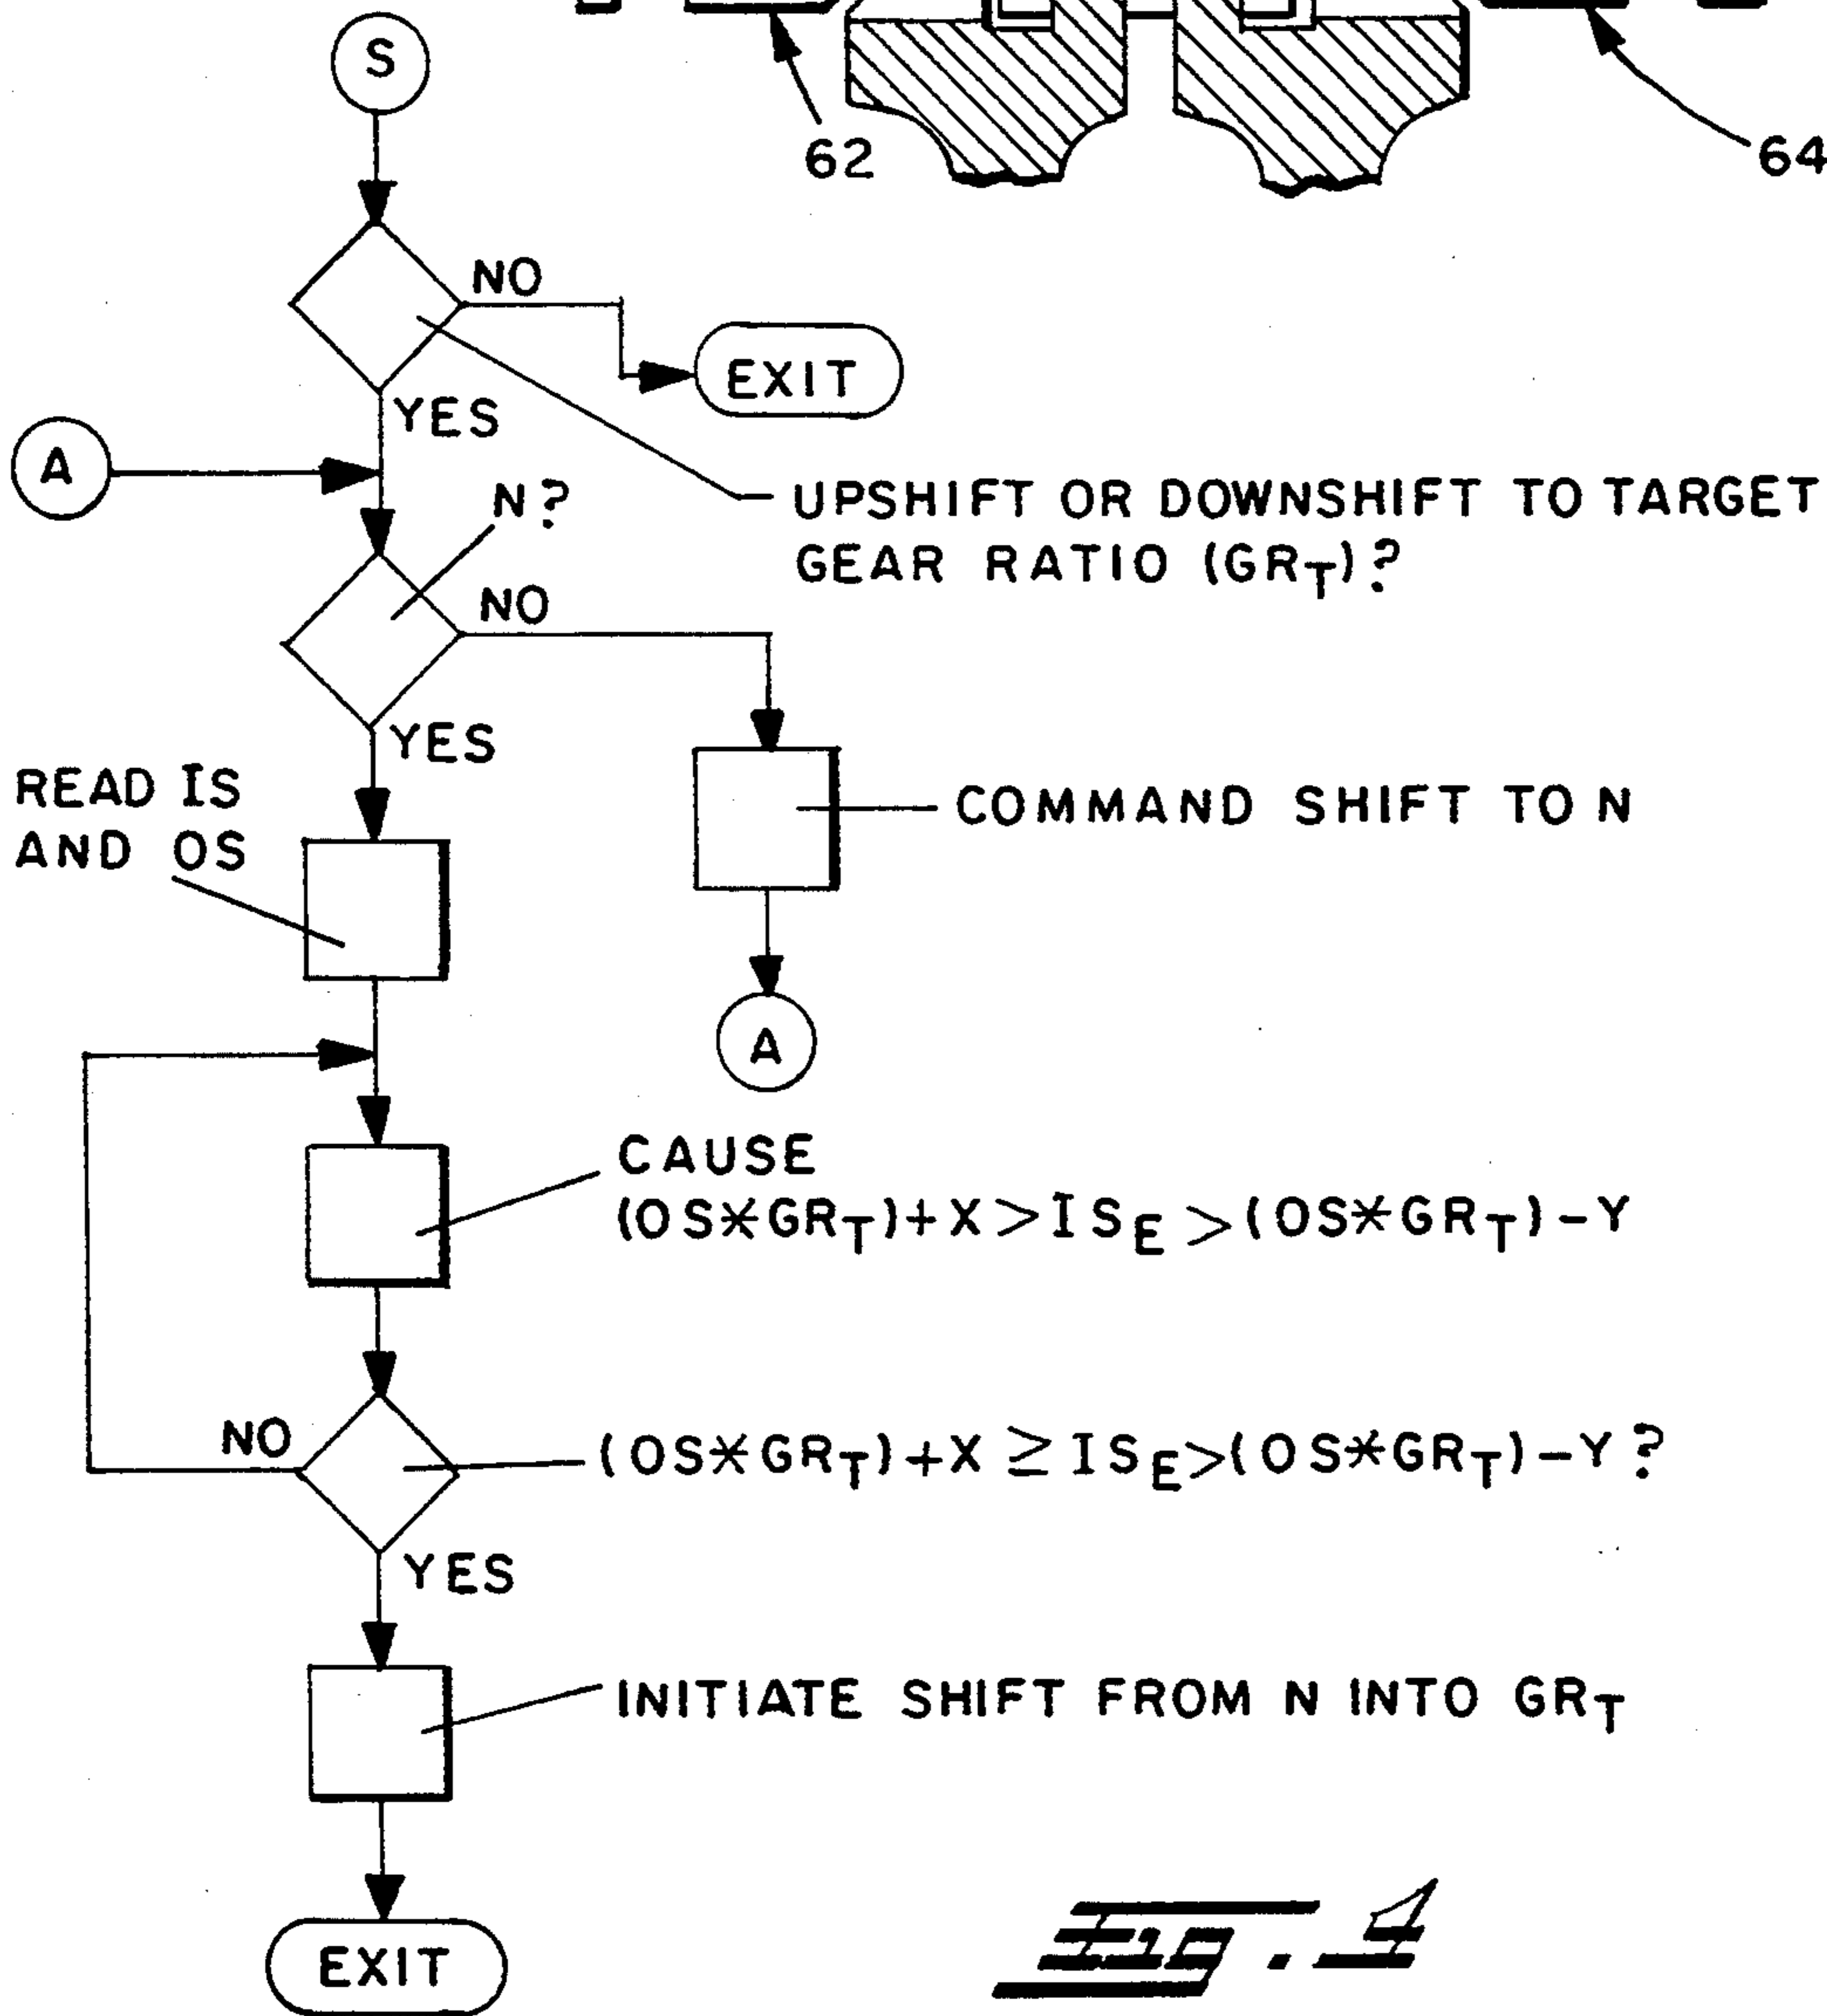 S
62
64
NO
EXIT
YES
A
N?
UPSHIFT OR DOWNSHIFT TO TARGET
GEAR RATIO (GRT)?
NO
YES
READ IS
AND OS
COMMAND SHIFT TO N
A
CAUSE
(OS*GRT)+X>ISE>(OS*GRT)-Y
NO
(OS*GRT)+X≥ISE>(OS*GRT)-Y?
YES
INITIATE SHIFT FROM N INTO GRT
EXIT
Fig. 4